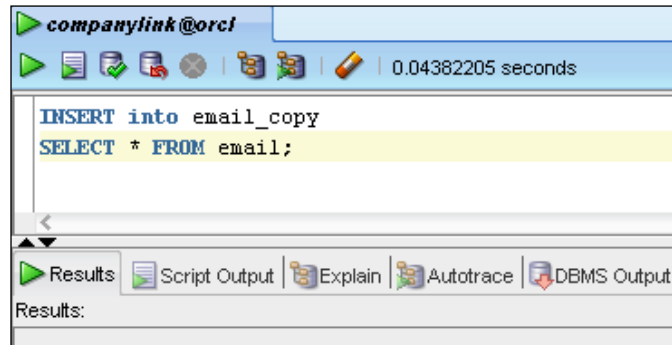 companylink@orcl
0.04382205 seconds
INSERT into email_copy
SELECT * FROM email;
Results Script Output Explain Autotrace DBMS Output
Results: